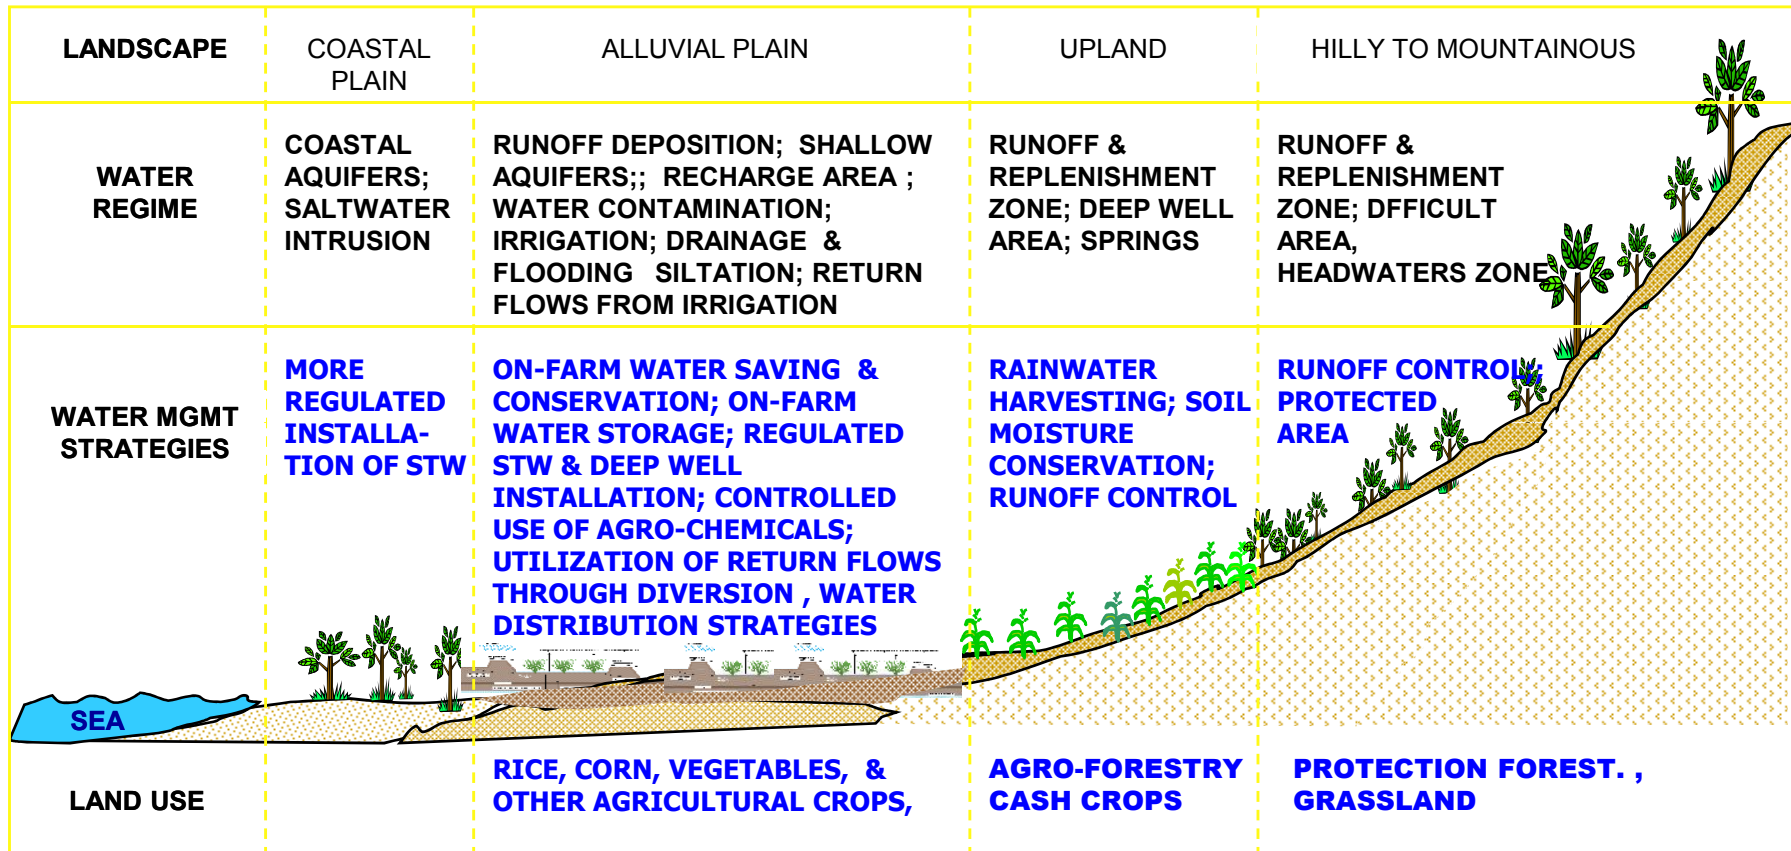 LANDSCAPE
COASTAL
PLAIN
ALLUVIAL PLAIN
UPLAND
HILLY TO MOUNTAINOUS
WATER
REGIME
COASTAL
AQUIFERS;
SALTWATER
INTRUSION
RUNOFF DEPOSITION; SHALLOW
AQUIFERS;; RECHARGE AREA ;
WATER CONTAMINATION;
IRRIGATION; DRAINAGE &
FLOODING SILTATION; RETURN
FLOWS FROM IRRIGATION
RUNOFF &
REPLENISHMENT
ZONE; DEEP WELL
AREA; SPRINGS
RUNOFF &
REPLENISHMENT
ZONE; DFFICULT
AREA,
HEADWATERS ZONE
WATER MGMT
STRATEGIES
MORE
REGULATED
INSTALLA-
TION OF STW
ON-FARM WATER SAVING &
CONSERVATION; ON-FARM
WATER STORAGE; REGULATED
STW & DEEP WELL
INSTALLATION; CONTROLLED
USE OF AGRO-CHEMICALS;
UTILIZATION OF RETURN FLOWS
THROUGH DIVERSION , WATER
DISTRIBUTION STRATEGIES
RAINWATER
HARVESTING; SOIL
MOISTURE
CONSERVATION;
RUNOFF CONTROL
RUNOFF CONTROL;
PROTECTED
AREA
SEA
LAND USE
RICE, CORN, VEGETABLES, &
OTHER AGRICULTURAL CROPS,
AGRO-FORESTRY
CASH CROPS
PROTECTION FOREST. ,
GRASSLAND